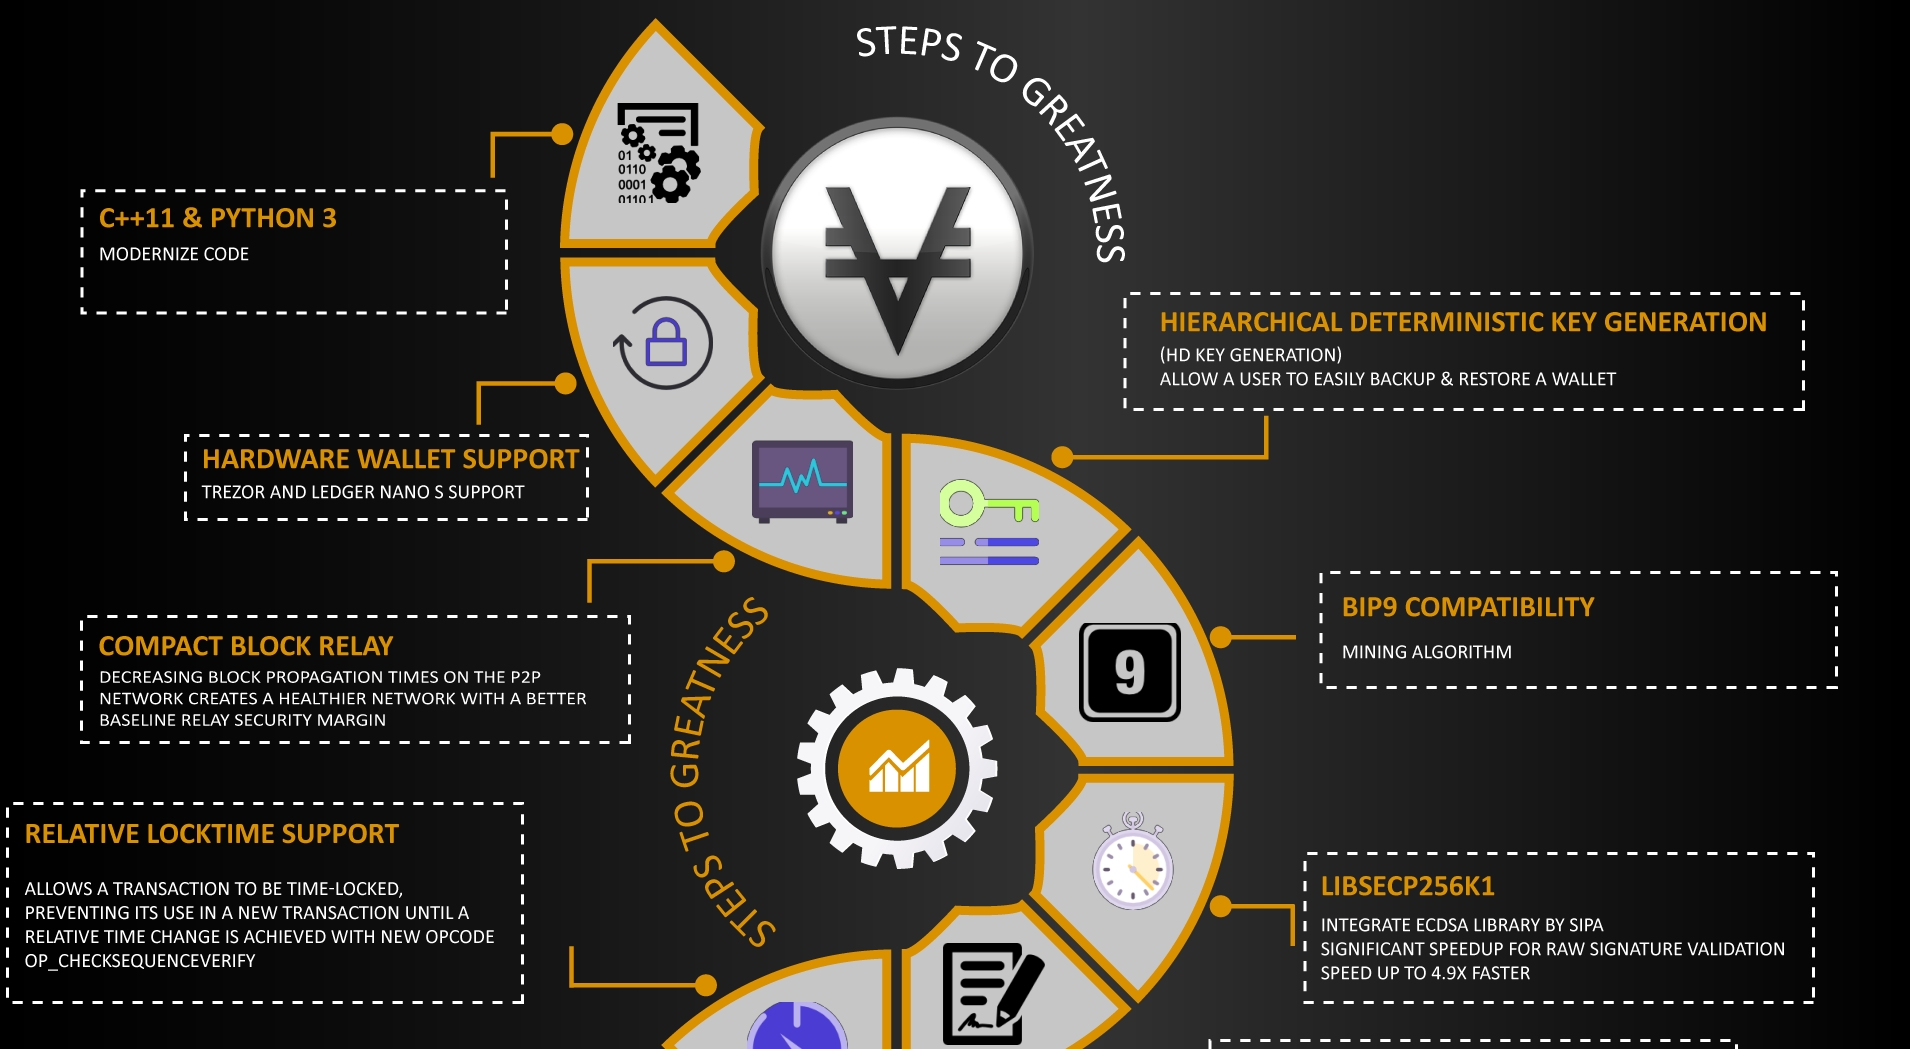 STEPS TO GREATNESS
01
0110
0001
01101
C++11 & PYTHON 3
MODERNIZE CODE
HIERARCHICAL DETERMINISTIC KEY GENERATION
(HD KEY GENERATION)
ALLOW A USER TO EASILY BACKUP & RESTORE A WALLET
HARDWARE WALLET SUPPORT
TREZOR AND LEDGER NANO S SUPPORT
BIP9 COMPATIBILITY
MINING ALGORITHM
9
COMPACT BLOCK RELAY
DECREASING BLOCK PROPAGATION TIMES ON THE P2P
NETWORK CREATES A HEALTHIER NETWORK WITH A BETTER
BASELINE RELAY SECURITY MARGIN
STEPS TO GREATNESS
RELATIVE LOCKTIME SUPPORT
ALLOWS A TRANSACTION TO BE TIME-LOCKED,
PREVENTING ITS USE IN A NEW TRANSACTION UNTIL A
RELATIVE TIME CHANGE IS ACHIEVED WITH NEW OPCODE
OP_CHECKSEQUENCEVERIFY
LIBSECP256K1
INTEGRATE ECDSA LIBRARY BY SIPA
SIGNIFICANT SPEEDUP FOR RAW SIGNATURE VALIDATION
SPEED UP TO 4.9X FASTER